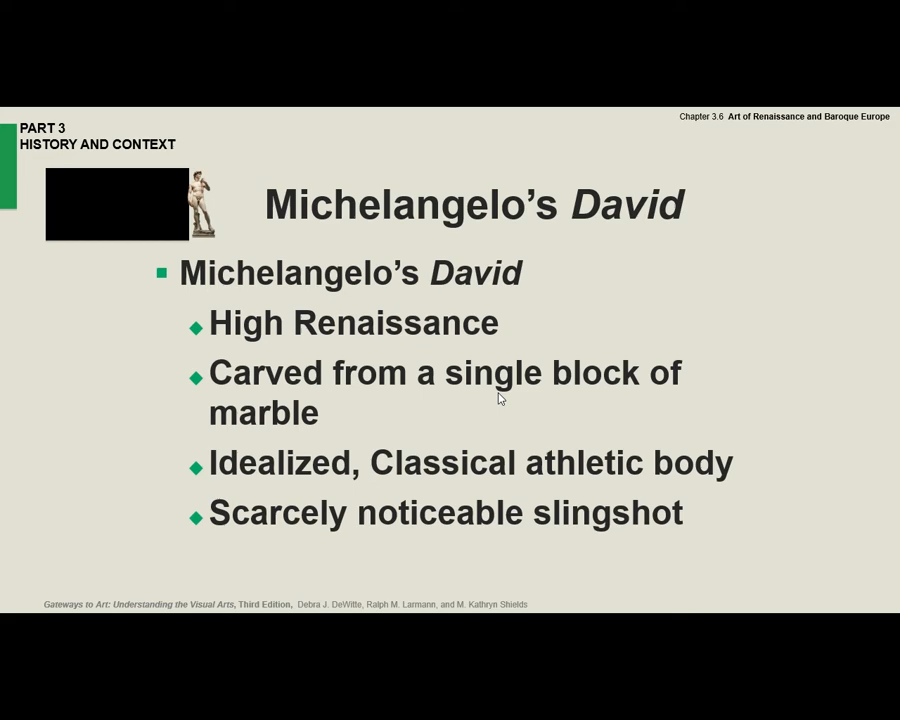 Chapter 3.6 Art of Renaissance and Baroque Europe
PART 3
HISTORY AND CONTEXT
Michelangelo’s David
Michelangelo’s David
High Renaissance
Carved from a single block of
marble
Idealized, Classical athletic body
Scarcely noticeable slingshot
Gateways to Art: Understanding the Visual Arts, Third Edition, Debra J. DeWitte, Ralph M. Larmann, and M. Kathryn Shields